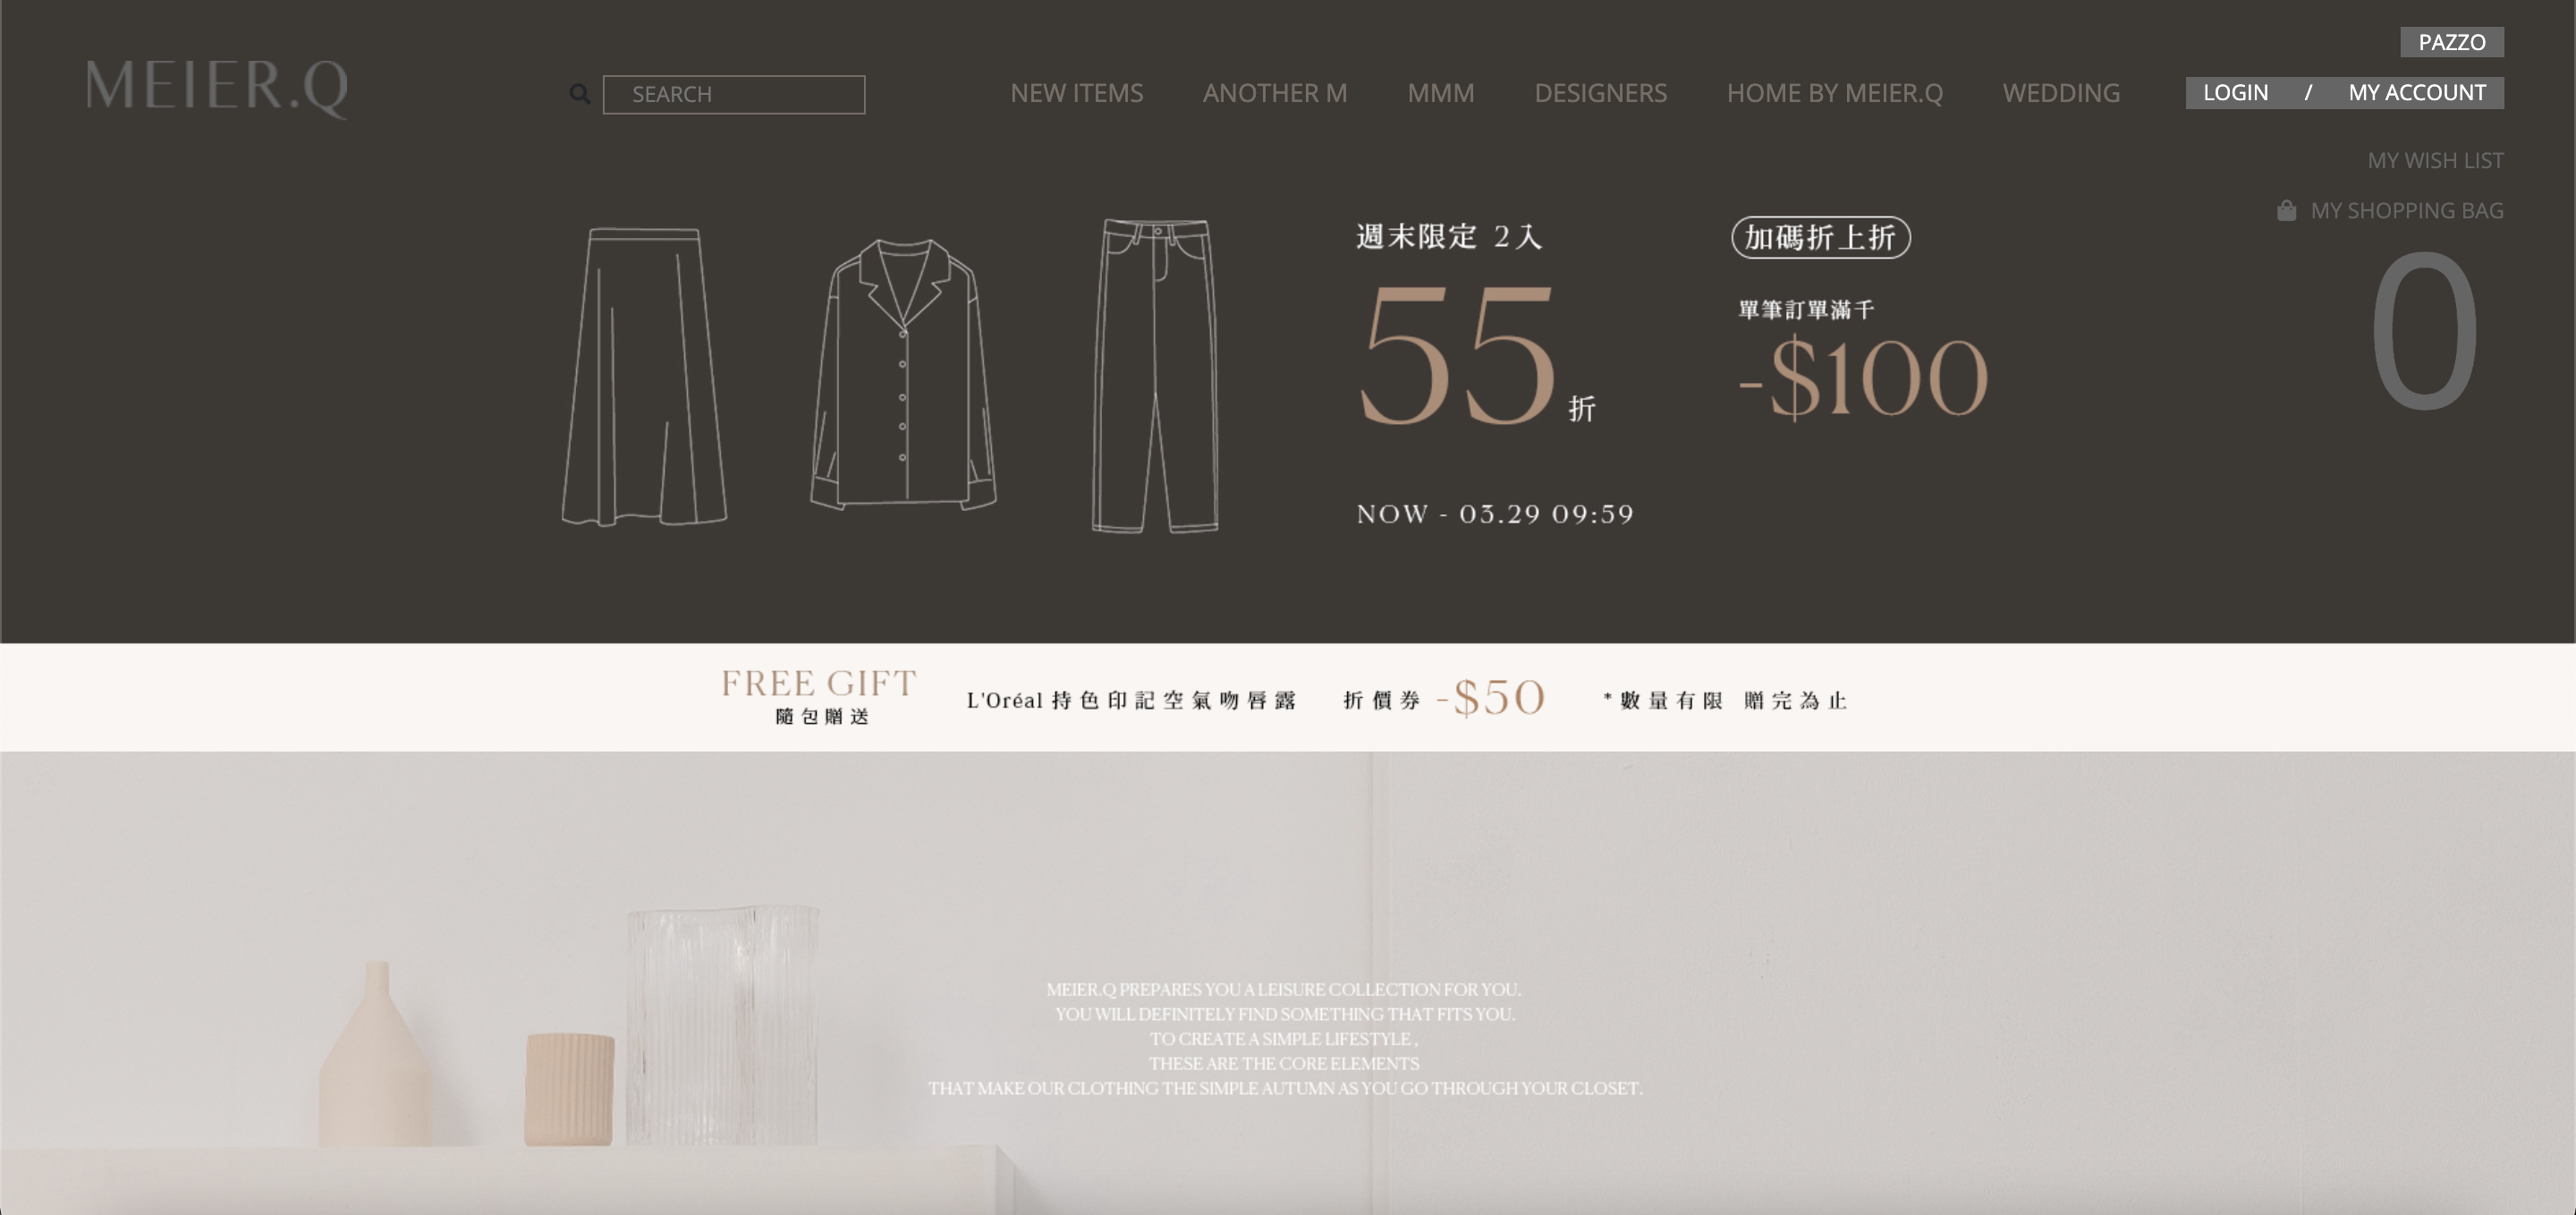 PAZZO
MEIER.Q
SEARCH
NEW ITEMS
ANOTHER M
MMM
DESIGNERS
HOME BY MEIER.Q
WEDDING
LOGIN / MY ACCOUNT
MY WISH LIST
MY SHOPPING BAG
0
週末限定 2入
55折
NOW - 03.29 09:59
加碼折上折
單筆訂單滿千
-$100
FREE GIFT
隨包贈送
L'Oréal 持色印記空氣吻唇露
折價券 -$50
*數量有限 贈完為止
MEIER.Q PREPARES YOU A LEISURE COLLECTION FOR YOU.
YOU WILL DEFINITELY FIND SOMETHING THAT FITS YOU.
TO CREATE A SIMPLE LIFESTYLE ,
THESE ARE THE CORE ELEMENTS
THAT MAKE OUR CLOTHING THE SIMPLE AUTUMN AS YOU GO THROUGH YOUR CLOSET.